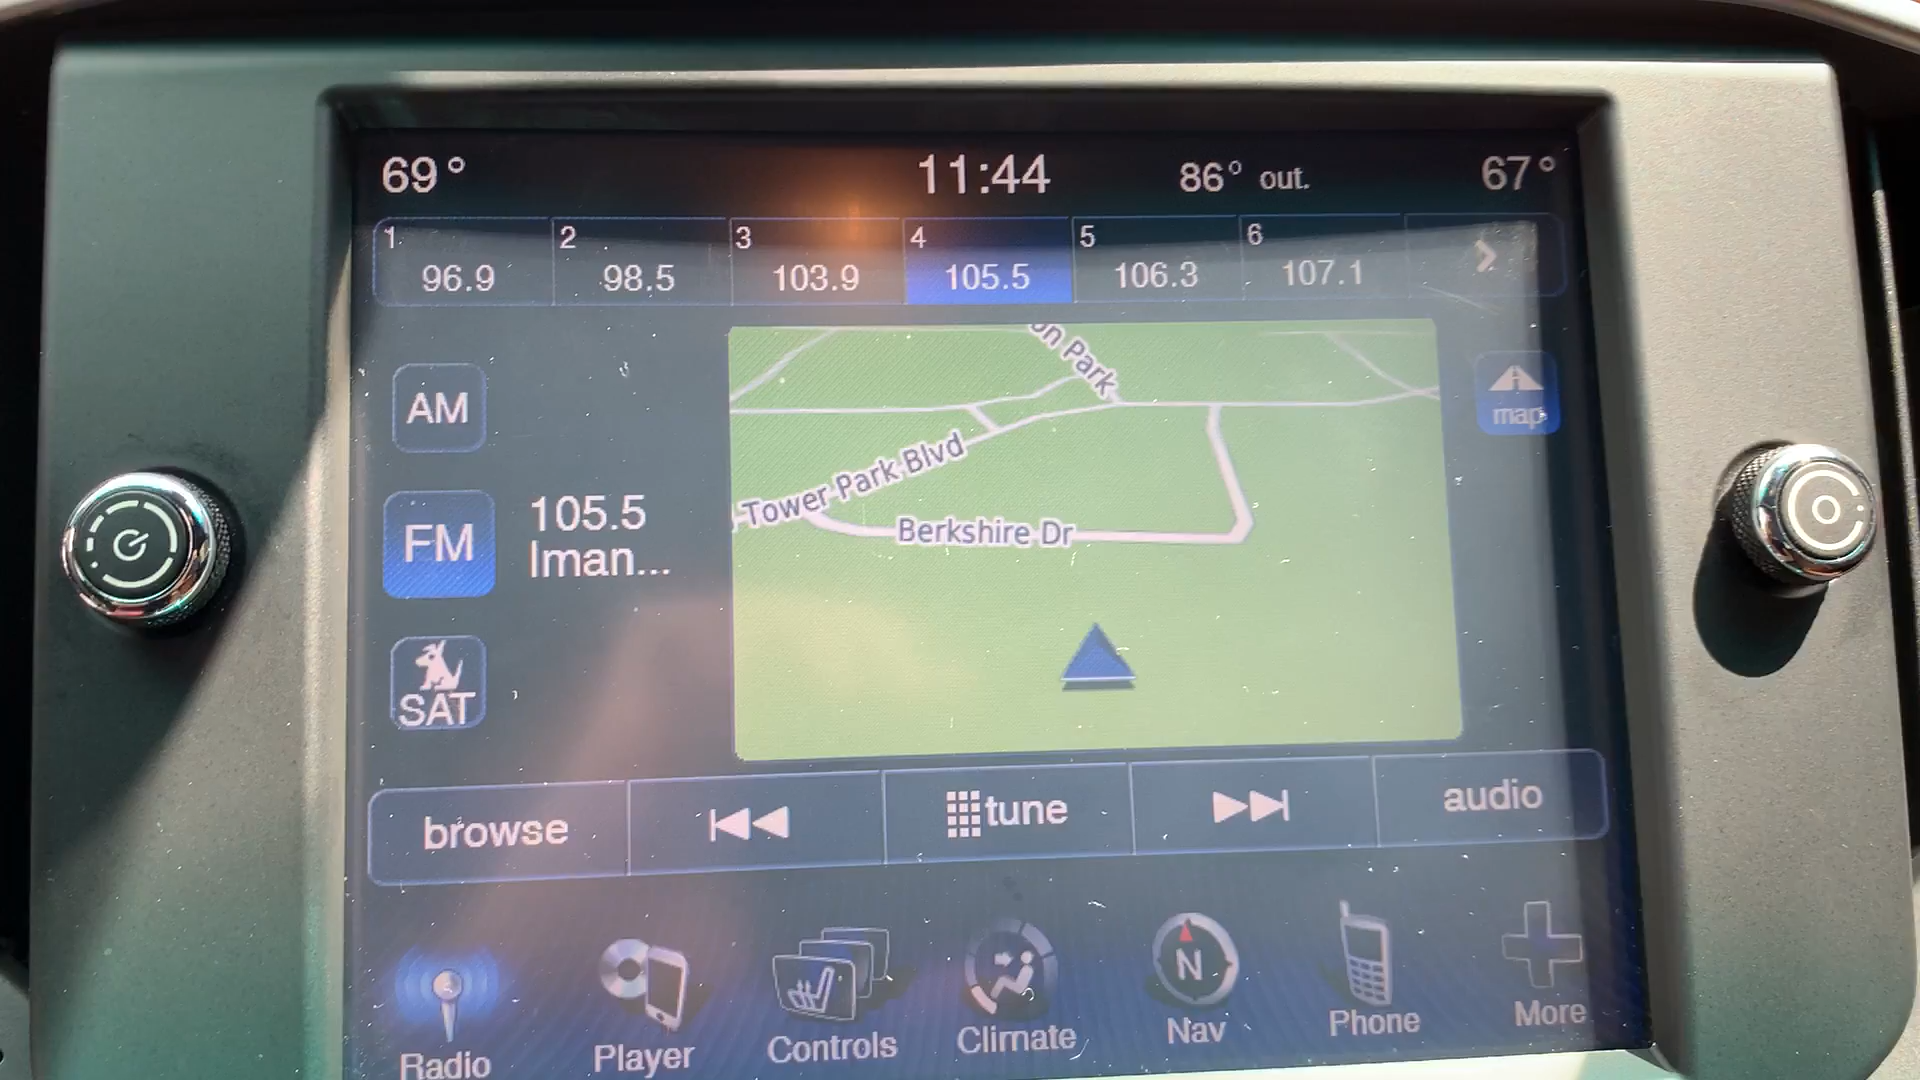 69° 11:44 86° out. 67°
1 2 3 4 5 6
96.9 98.5 103.9 105.5 106.3 107.1
on Park
AM
map
Tower Park Blvd
105.5
FM
Iman...
Berkshire Dr
SAT
browse tune audio
N
Radio Player Controls Climate Nav Phone More